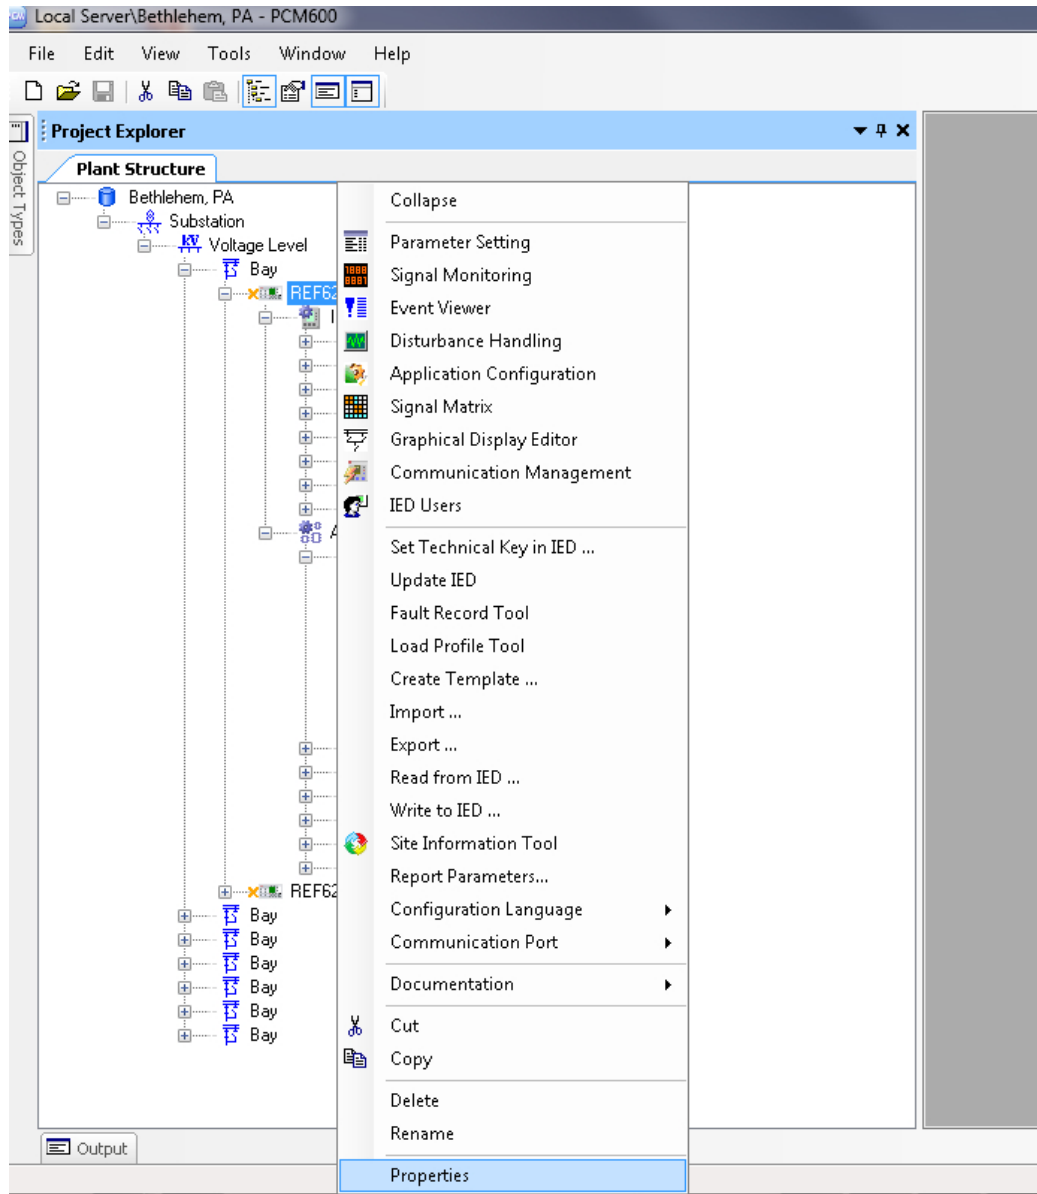 Local Server\Bethlehem, PA - PCM600
File Edit View Tools Window Help
Project Explorer
Object Types
Plant Structure
Bethlehem, PA
Substation
Voltage Level
Bay
REF62
REF62
Bay
Bay
Bay
Bay
Bay
Bay
Collapse
Parameter Setting
Signal Monitoring
Event Viewer
Disturbance Handling
Application Configuration
Signal Matrix
Graphical Display Editor
Communication Management
IED Users
Set Technical Key in IED ...
Update IED
Fault Record Tool
Load Profile Tool
Create Template ...
Import ...
Export ...
Read from IED ...
Write to IED ...
Site Information Tool
Report Parameters...
Configuration Language
Communication Port
Documentation
Cut
Copy
Delete
Rename
Properties
Output